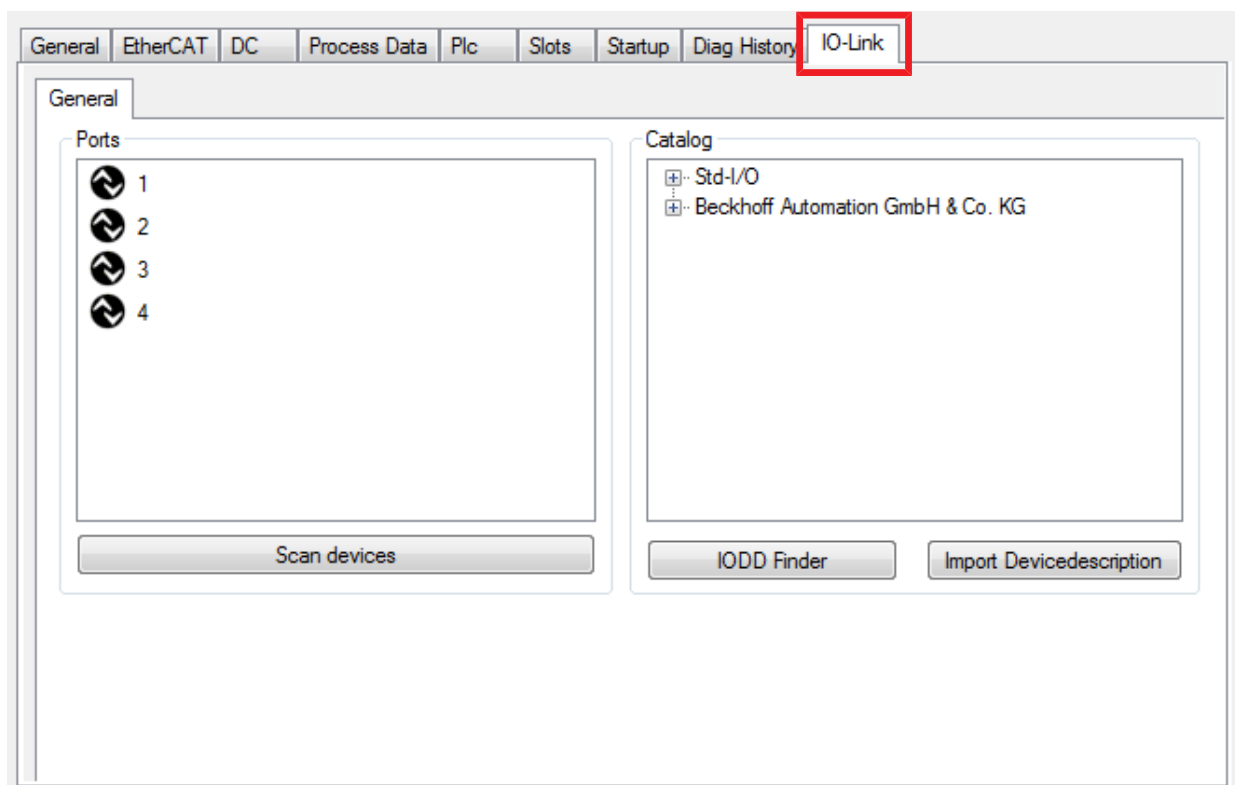 General EtherCAT DC Process Data Plc Slots Startup Diag History IO-Link
General
Ports
1
2
3
4
Scan devices
Catalog
Std-I/O
Beckhoff Automation GmbH & Co. KG
IODD Finder Import Devicedescription